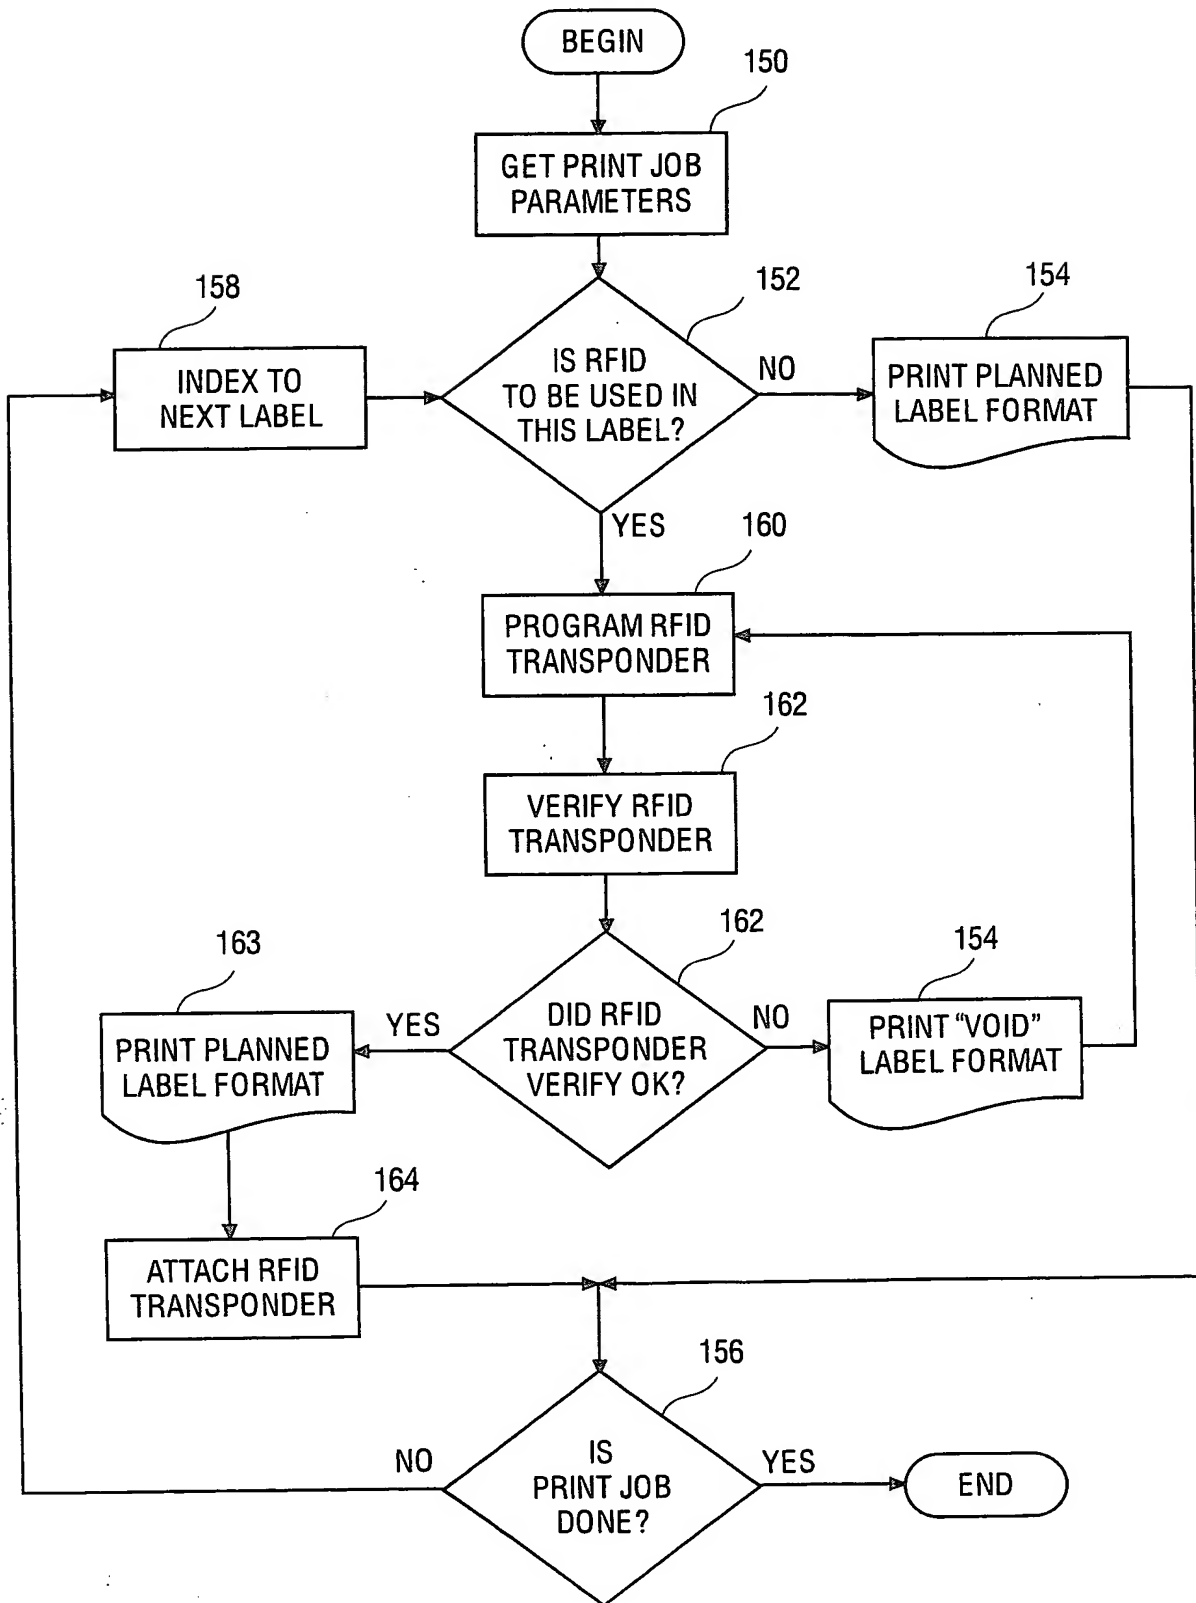 BEGIN
150
GET PRINT JOB
PARAMETERS
158
152
154
INDEX TO
NEXT LABEL
IS RFID
TO BE USED IN
THIS LABEL?
NO
PRINT PLANNED
LABEL FORMAT
YES
160
PROGRAM RFID
TRANSPONDER
162
VERIFY RFID
TRANSPONDER
163
162
154
YES
PRINT PLANNED
LABEL FORMAT
DID RFID
TRANSPONDER
VERIFY OK?
NO
PRINT “VOID”
LABEL FORMAT
164
ATTACH RFID
TRANSPONDER
156
NO
IS
PRINT JOB
DONE?
YES
END